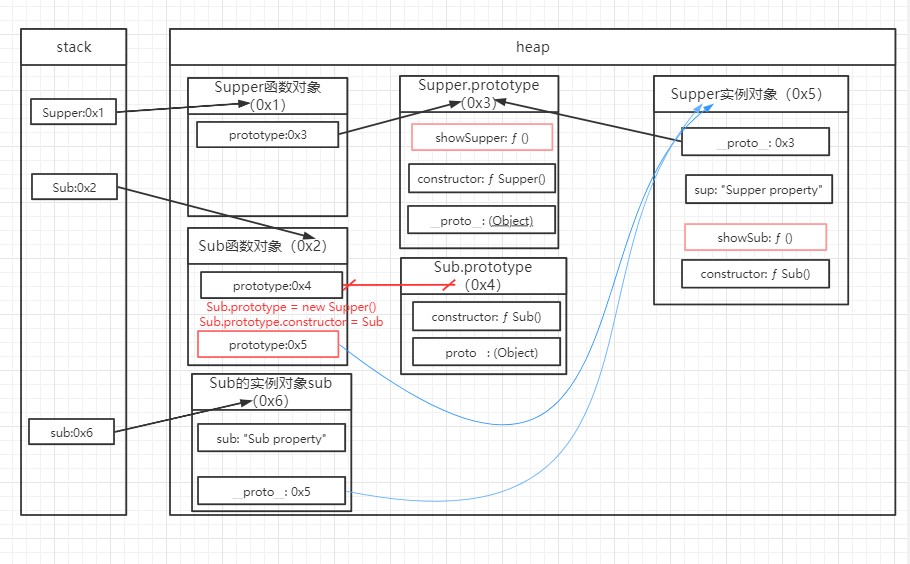 stack
heap
Supper:0x1
Sub:0x2
sub:0x6
Supper函数对象
（0x1）
prototype:0x3
Sub函数对象（0x2）
prototype:0x4
Sub.prototype = new Supper()
Sub.prototype.constructor = Sub
prototype:0x5
Sub的实例对象sub
（0x6）
sub: "Sub property"
__proto__: 0x5
Supper.prototype
（0x3）
showSupper: ƒ ()
constructor: ƒ Supper()
__proto__: (Object)
Sub.prototype
（0x4）
constructor: ƒ Sub()
__proto__: (Object)
Supper实例对象（0x5）
__proto__: 0x3
sup: "Supper property"
showSub: ƒ ()
constructor: ƒ Sub()